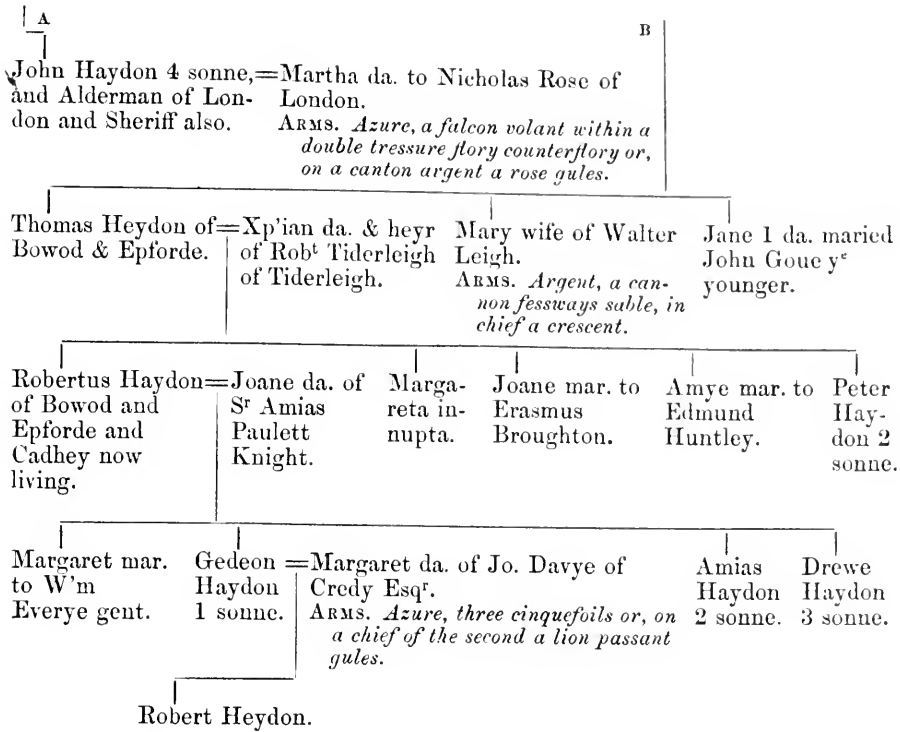 A
B
John Haydon 4 sonne,=Martha da. to Nicholas Rose of
and Alderman of Lon- London.
don and Sheriff also. ARMS. Azure, a falcon volant within a
double tressure flory counterflory or,
on a canton argent a rose gules.
Thomas Heydon of=Xp'ian da. & heyr
Bowod & Epforde. of Robt Tiderleigh
of Tiderleigh.
Mary wife of Walter
Leigh.
ARMS. Argent, a can-
non fessways sable, in
chief a crescent.
Jane 1 da. maried
John Goue ye
younger.
Robertus Haydon=Joane da. of
of Bowod and Sr Amias
Epforde and Paulett
Cadhey now Knight.
living.
Marga-
reta in-
nupta.
Joane mar. to
Erasmus
Broughton.
Amye mar. to
Edmund
Huntley.
Peter
Hay-
don 2
sonne.
Margaret mar.
to W'm
Everye gent.
Gedeon =Margaret da. of Jo. Davye of
Haydon Credy Esqr.
1 sonne. ARMS. Azure, three cinquefoils or, on
a chief of the second a lion passant
gules.
Amias
Haydon
2 sonne.
Drewe
Haydon
3 sonne.
Robert Heydon.